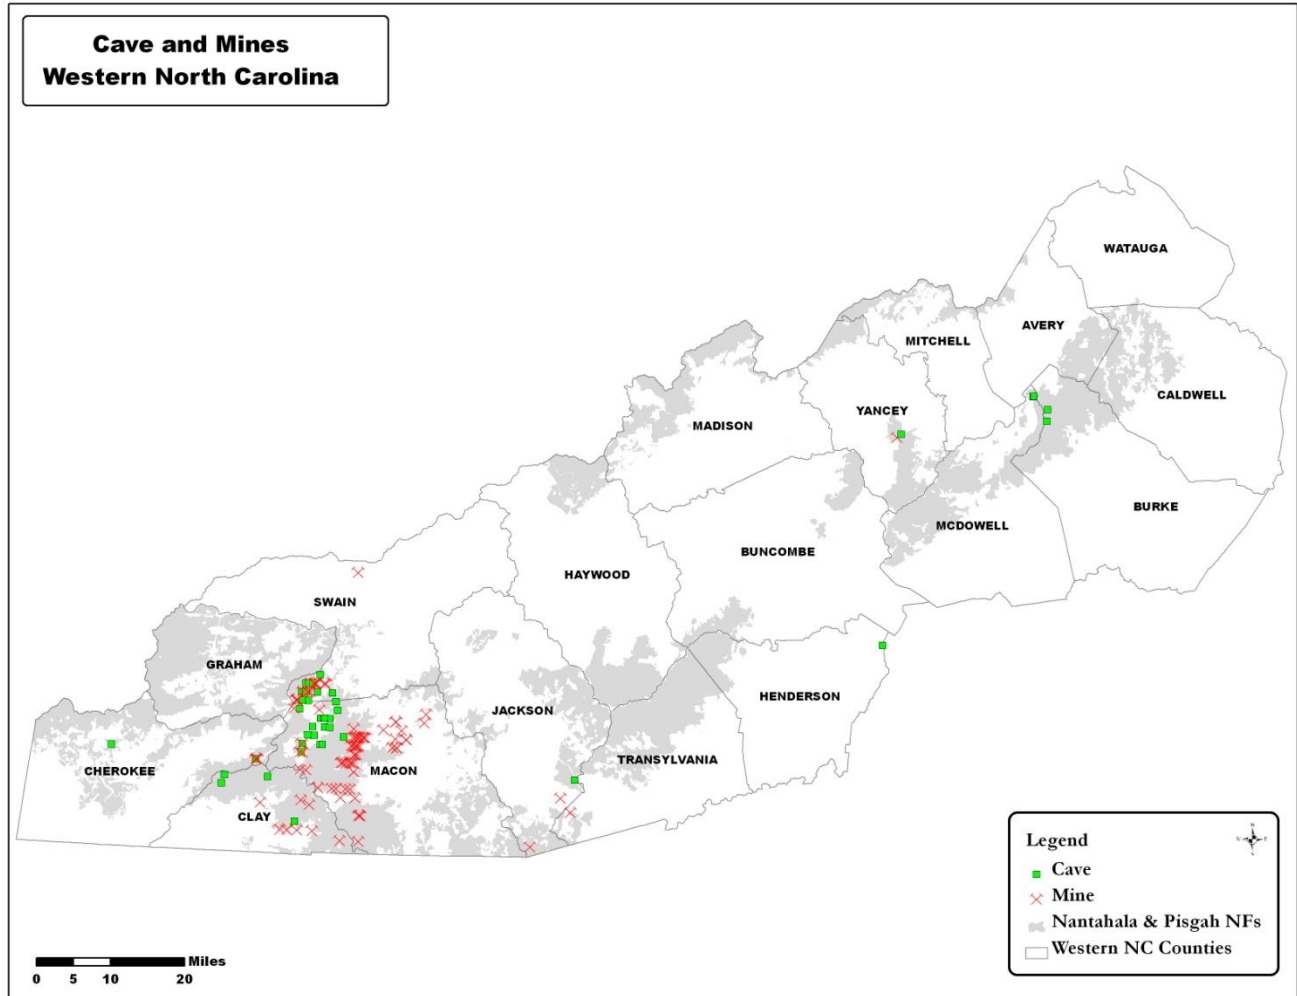 Cave and Mines
Western North Carolina
WATAUGA
AVERY
MITCHELL
CALDWELL
YANCEY
MADISON
BURKE
MCDOWELL
BUNCOMBE
HAYWOOD
SWAIN
GRAHAM
HENDERSON
JACKSON
TRANSYLVANIA
CHEROKEE
MACON
CLAY
Legend
N
W E
S
Cave
Mine
Nantahala & Pisgah NFs
Western NC Counties
Miles
0 5 10 20